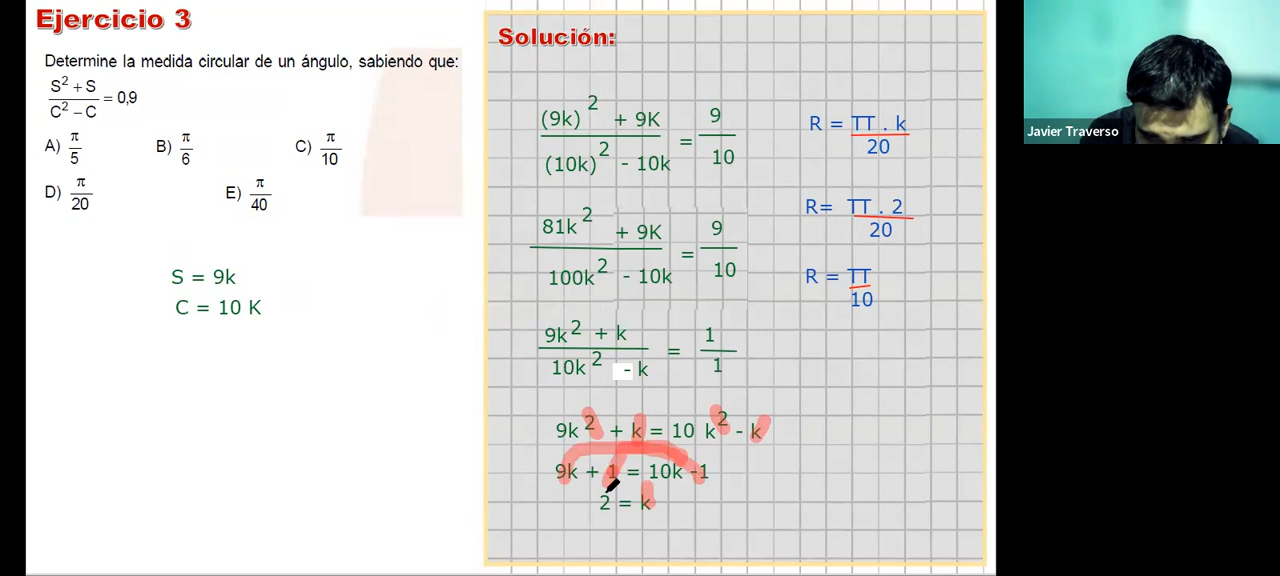 Ejercicio 3
Determine la medida circular de un ángulo, sabiendo que:
S² + S
———— = 0,9
C² – C
A) π/5 B) π/6 C) π/10
D) π/20 E) π/40
S = 9k
C = 10 K
Solución:
(9k)² + 9K / (10k)² - 10k = 9/10
81k² + 9K / 100k² - 10k = 9/10
9k² + k / 10k² - k = 1/1
9k² + k = 10 k² - k
9k + 1 = 10k -1
2 = k
R = TT . k / 20
R= TT . 2 / 20
R = TT / 10
Javier Traverso